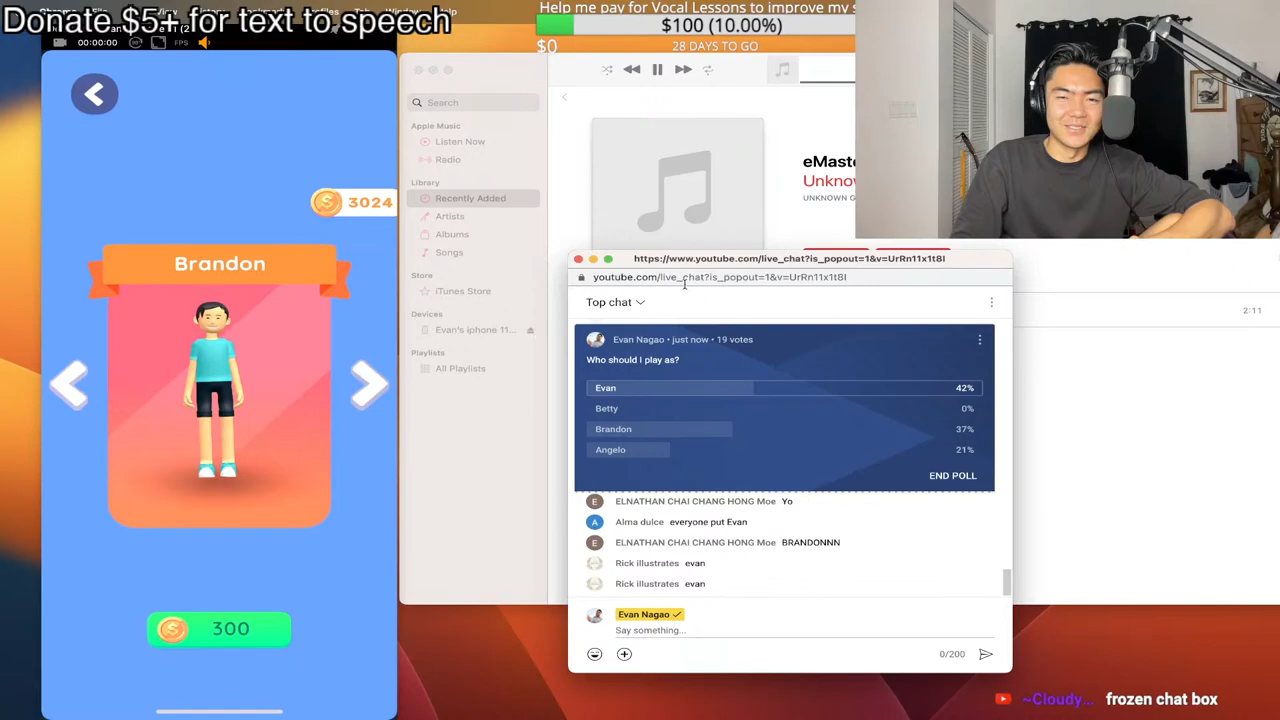 Donate $5+ for text to speech
00:00:00
FPS
3024
Brandon
300
Search
Apple Music
Listen Now
Radio
Library
Recently Added
Artists
Albums
Songs
Store
iTunes Store
Devices
Evan's iphone 11...
Playlists
All Playlists
Help me pay for Vocal Lessons to improve my s
$100 (10.00%)
$0
28 DAYS TO GO
eMaste
Unknow
UNKNOWN G
2:11
https://www.youtube.com/live_chat?is_popout=1&v=UrRn11x1t8I
youtube.com/live_chat?is_popout=1&v=UrRn11x1t8I
Top chat
Evan Nagao • just now • 19 votes
Who should I play as?
Evan 42%
Betty 0%
Brandon 37%
Angelo 21%
END POLL
ELNATHAN CHAI CHANG HONG Moe Yo
Alma dulce everyone put Evan
ELNATHAN CHAI CHANG HONG Moe BRANDONNN
Rick illustrates evan
Rick illustrates evan
Evan Nagao
Say something...
0/200
~Cloudy... frozen chat box